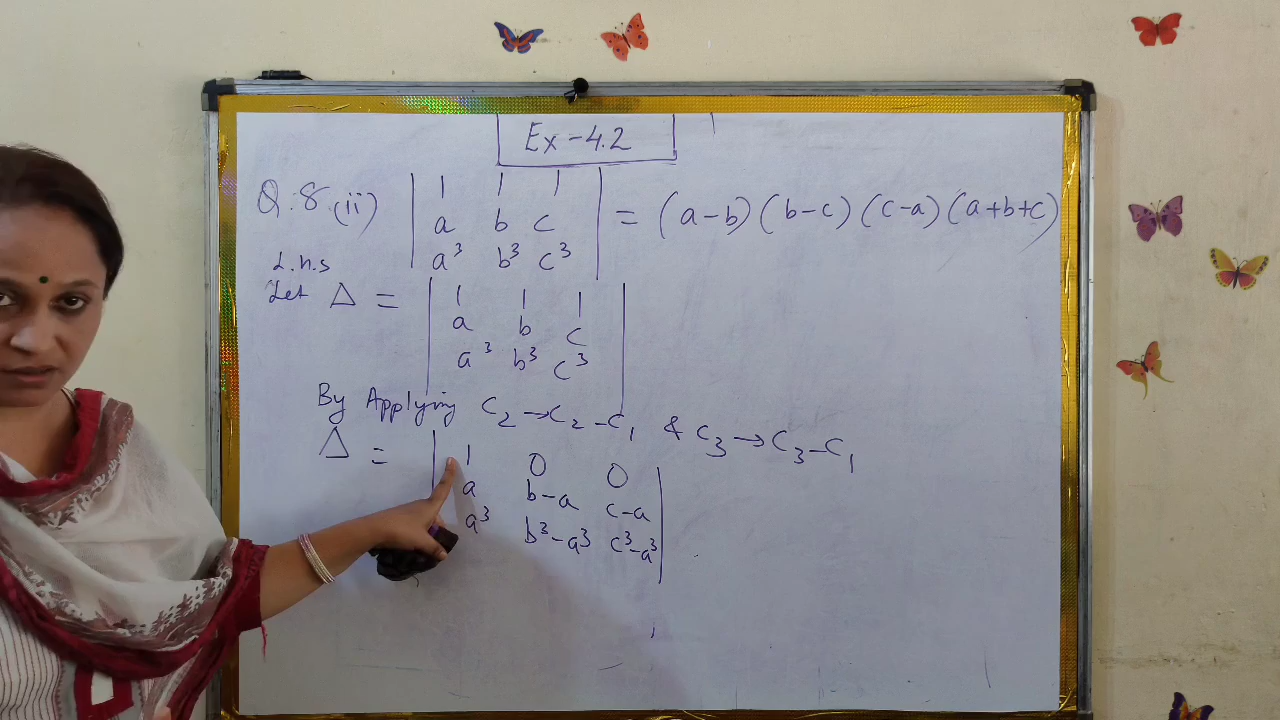 Ex-4.2
Q.8.(ii) | 1 1 1 |
| a b c | = (a-b)(b-c)(c-a)(a+b+c)
| a³ b³ c³ |
L.h.s
Let Δ = | 1 1 1 |
| a b c |
| a³ b³ c³ |
By Applying C₂→C₂-C₁ & C₃→C₃-C₁
Δ = | 1 0 0 |
| a b-a c-a |
| a³ b³-a³ c³-a³ |